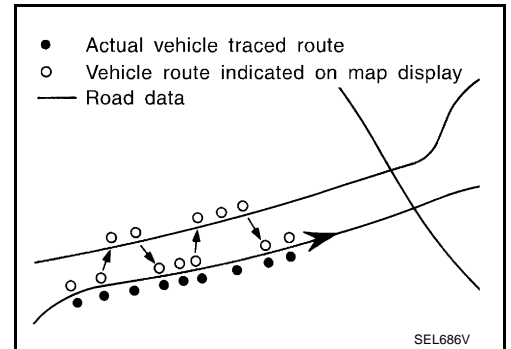 Actual vehicle traced route
Vehicle route indicated on map display
Road data
SEL686V